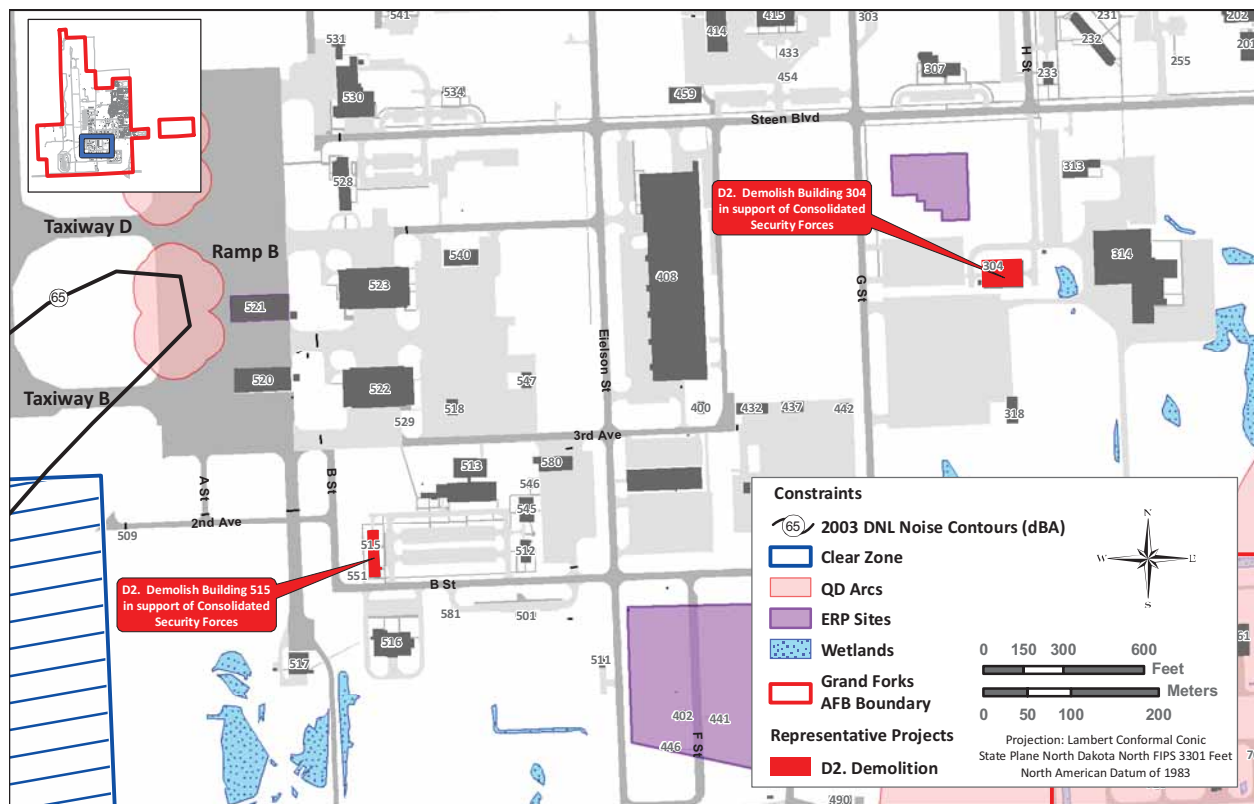 541
531
530
534
414
415
433
454
459
303
307
H St
233
231
232
255
202
201
Steen Blvd
528
313
D2. Demolish Building 304
in support of Consolidated
Security Forces
Taxiway D
Ramp B
540
523
408
G St
304
314
65
521
Eielson St
520
522
547
Taxiway B
518
529
400
432
437
442
318
3rd Ave
A St
B St
513
580
546
545
2nd Ave
509
515
512
551
B St
D2. Demolish Building 515
in support of Consolidated
Security Forces
581
501
516
517
511
402
441
446
F St
490
61
Constraints
65
2003 DNL Noise Contours (dBA)
Clear Zone
QD Arcs
ERP Sites
Wetlands
Grand Forks
AFB Boundary
Representative Projects
D2. Demolition
N
W
E
S
0 150 300 600
Feet
Meters
0 50 100 200
Projection: Lambert Conformal Conic
State Plane North Dakota North FIPS 3301 Feet
North American Datum of 1983